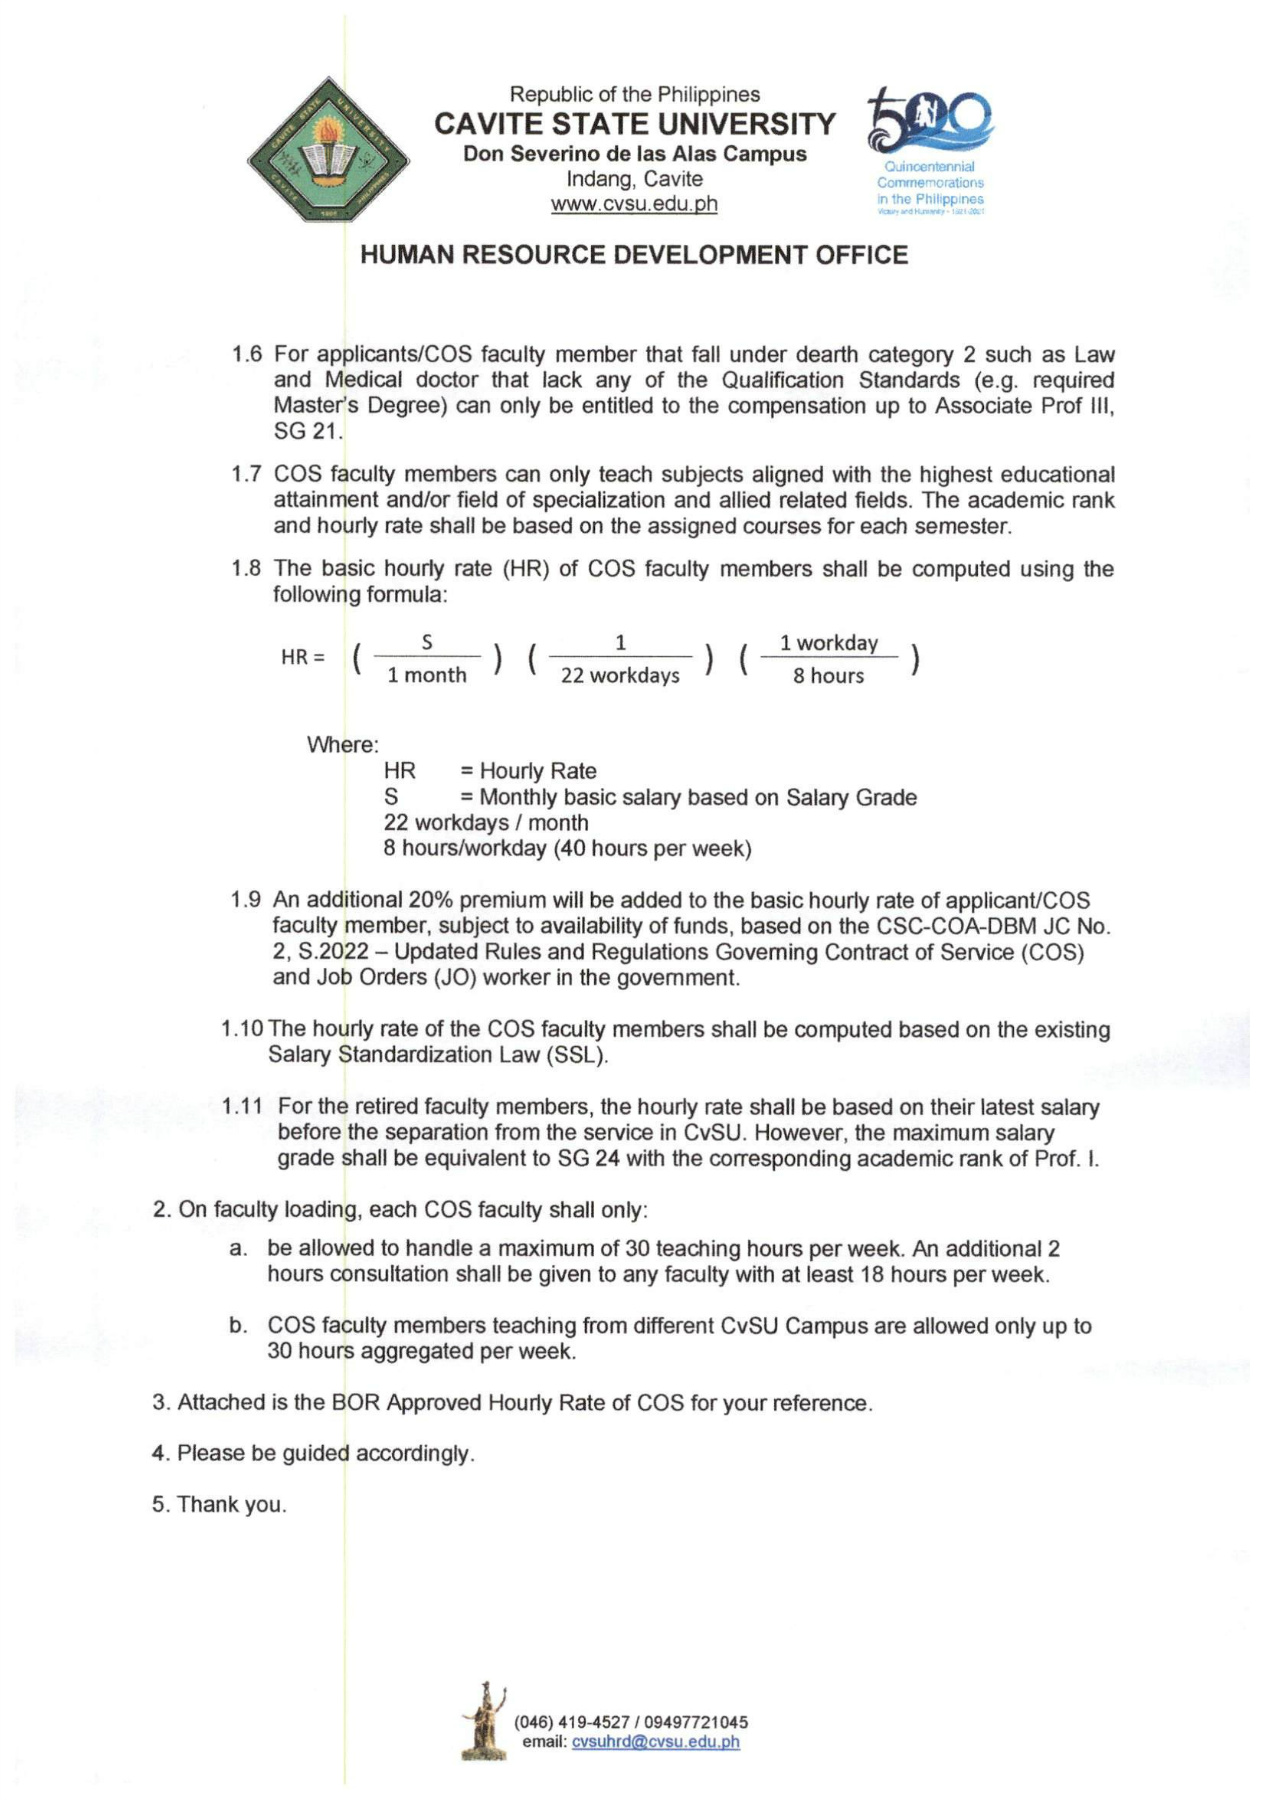 Republic of the Philippines
CAVITE STATE UNIVERSITY
Don Severino de las Alas Campus
Indang, Cavite
www.cvsu.edu.ph
CAVITE STATE UNIVERSITY
CAVITE
PHILIPPINES
1906
500
Quincentennial
Commemorations
in the Philippines
Victory and Humanity - 1521-2021
HUMAN RESOURCE DEVELOPMENT OFFICE
1.6 For applicants/COS faculty member that fall under dearth category 2 such as Law
and Medical doctor that lack any of the Qualification Standards (e.g. required
Master's Degree) can only be entitled to the compensation up to Associate Prof III,
SG 21.
1.7 COS faculty members can only teach subjects aligned with the highest educational
attainment and/or field of specialization and allied related fields. The academic rank
and hourly rate shall be based on the assigned courses for each semester.
1.8 The basic hourly rate (HR) of COS faculty members shall be computed using the
following formula:
S 1 1 workday
HR = ( ) ( ) ( )
1 month 22 workdays 8 hours
Where:
HR = Hourly Rate
S = Monthly basic salary based on Salary Grade
22 workdays / month
8 hours/workday (40 hours per week)
1.9 An additional 20% premium will be added to the basic hourly rate of applicant/COS
faculty member, subject to availability of funds, based on the CSC-COA-DBM JC No.
2, S.2022 – Updated Rules and Regulations Governing Contract of Service (COS)
and Job Orders (JO) worker in the government.
1.10 The hourly rate of the COS faculty members shall be computed based on the existing
Salary Standardization Law (SSL).
1.11 For the retired faculty members, the hourly rate shall be based on their latest salary
before the separation from the service in CvSU. However, the maximum salary
grade shall be equivalent to SG 24 with the corresponding academic rank of Prof. I.
2. On faculty loading, each COS faculty shall only:
a. be allowed to handle a maximum of 30 teaching hours per week. An additional 2
hours consultation shall be given to any faculty with at least 18 hours per week.
b. COS faculty members teaching from different CvSU Campus are allowed only up to
30 hours aggregated per week.
3. Attached is the BOR Approved Hourly Rate of COS for your reference.
4. Please be guided accordingly.
5. Thank you.
(046) 419-4527 / 09497721045
email: cvsuhrd@cvsu.edu.ph